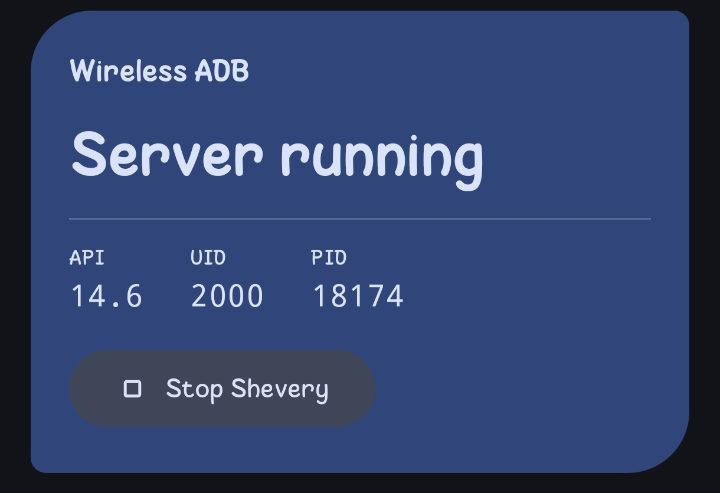 Wireless ADB
Server running
API UID PID
14.6 2000 18174
Stop Shevery